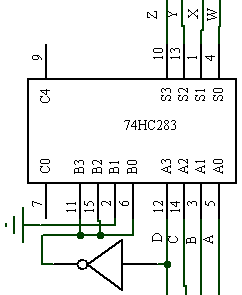 Z Y X W
9 10 13 1 4
C4 S3 S2 S1 S0
74HC283
C0 B3 B2 B1 B0 A3 A2 A1 A0
7 11 15 2 6 12 14 3 5
D C B A